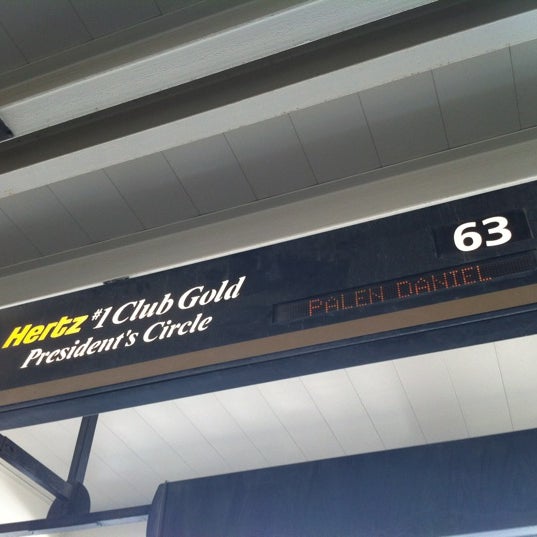 Hertz #1 Club Gold
President's Circle
63
PALEN DANIEL